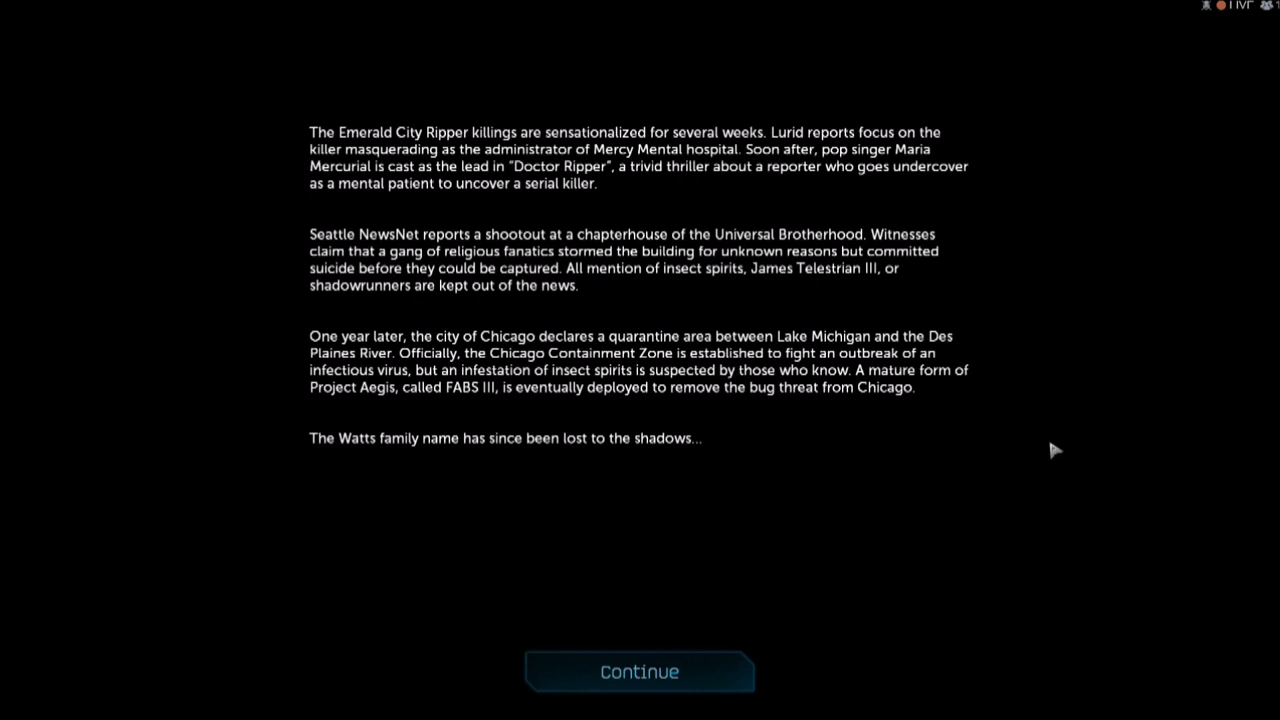 LIVE
The Emerald City Ripper killings are sensationalized for several weeks. Lurid reports focus on the
killer masquerading as the administrator of Mercy Mental hospital. Soon after, pop singer Maria
Mercurial is cast as the lead in "Doctor Ripper", a trivid thriller about a reporter who goes undercover
as a mental patient to uncover a serial killer.
Seattle NewsNet reports a shootout at a chapterhouse of the Universal Brotherhood. Witnesses
claim that a gang of religious fanatics stormed the building for unknown reasons but committed
suicide before they could be captured. All mention of insect spirits, James Telestrian III, or
shadowrunners are kept out of the news.
One year later, the city of Chicago declares a quarantine area between Lake Michigan and the Des
Plaines River. Officially, the Chicago Containment Zone is established to fight an outbreak of an
infectious virus, but an infestation of insect spirits is suspected by those who know. A mature form of
Project Aegis, called FABS III, is eventually deployed to remove the bug threat from Chicago.
The Watts family name has since been lost to the shadows...
Continue